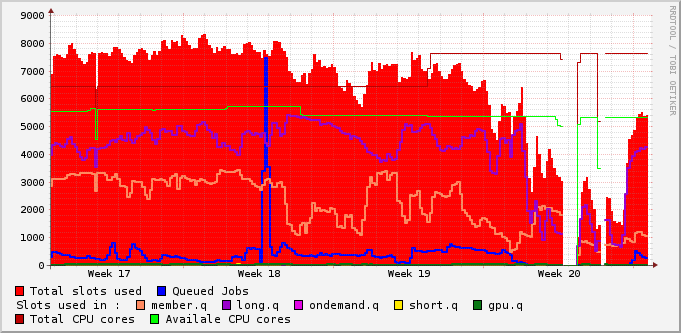 9000
8000
7000
6000
5000
4000
3000
2000
1000
0
Week 17 Week 18 Week 19 Week 20
Total slots used Queued Jobs
Slots used in : member.q long.q ondemand.q short.q gpu.q
Total CPU cores Availale CPU cores
RRDTOOL / TOBI OETIKER